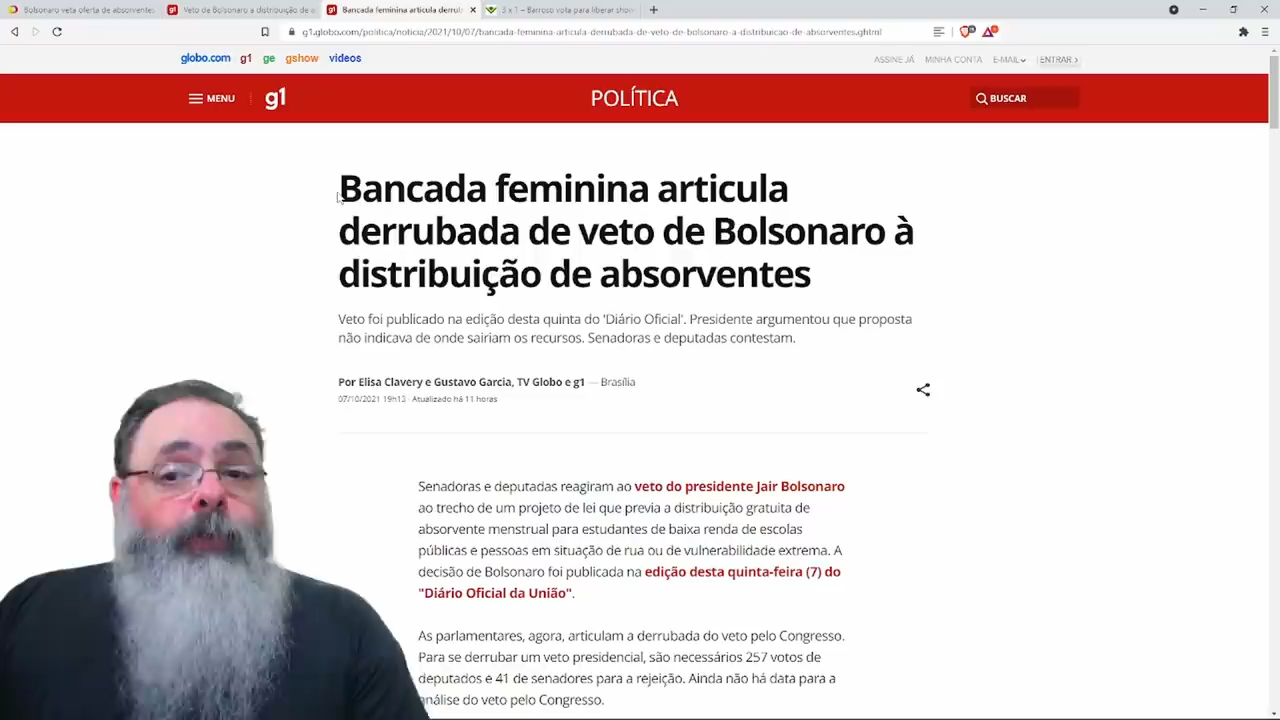 Bolsonaro veta oferta de absorventes
Veto de Bolsonaro a distribuição de a
Bancada feminina articula derrub
3 x 1 – Barroso vota para liberar show
g1.globo.com/politica/noticia/2021/10/07/bancada-feminina-articula-derrubada-de-veto-de-bolsonaro-a-distribuicao-de-absorventes.ghtml
globo.com g1 ge gshow videos
ASSINE JÁ MINHA CONTA E-MAIL ENTRAR ›
MENU g1 POLÍTICA BUSCAR
Bancada feminina articula
derrubada de veto de Bolsonaro à
distribuição de absorventes
Veto foi publicado na edição desta quinta do 'Diário Oficial'. Presidente argumentou que proposta
não indicava de onde sairiam os recursos. Senadoras e deputadas contestam.
Por Elisa Clavery e Gustavo Garcia, TV Globo e g1 — Brasília
07/10/2021 19h13 · Atualizado há 11 horas
Senadoras e deputadas reagiram ao veto do presidente Jair Bolsonaro
ao trecho de um projeto de lei que previa a distribuição gratuita de
absorvente menstrual para estudantes de baixa renda de escolas
públicas e pessoas em situação de rua ou de vulnerabilidade extrema. A
decisão de Bolsonaro foi publicada na edição desta quinta-feira (7) do
"Diário Oficial da União".
As parlamentares, agora, articulam a derrubada do veto pelo Congresso.
Para se derrubar um veto presidencial, são necessários 257 votos de
deputados e 41 de senadores para a rejeição. Ainda não há data para a
análise do veto pelo Congresso.